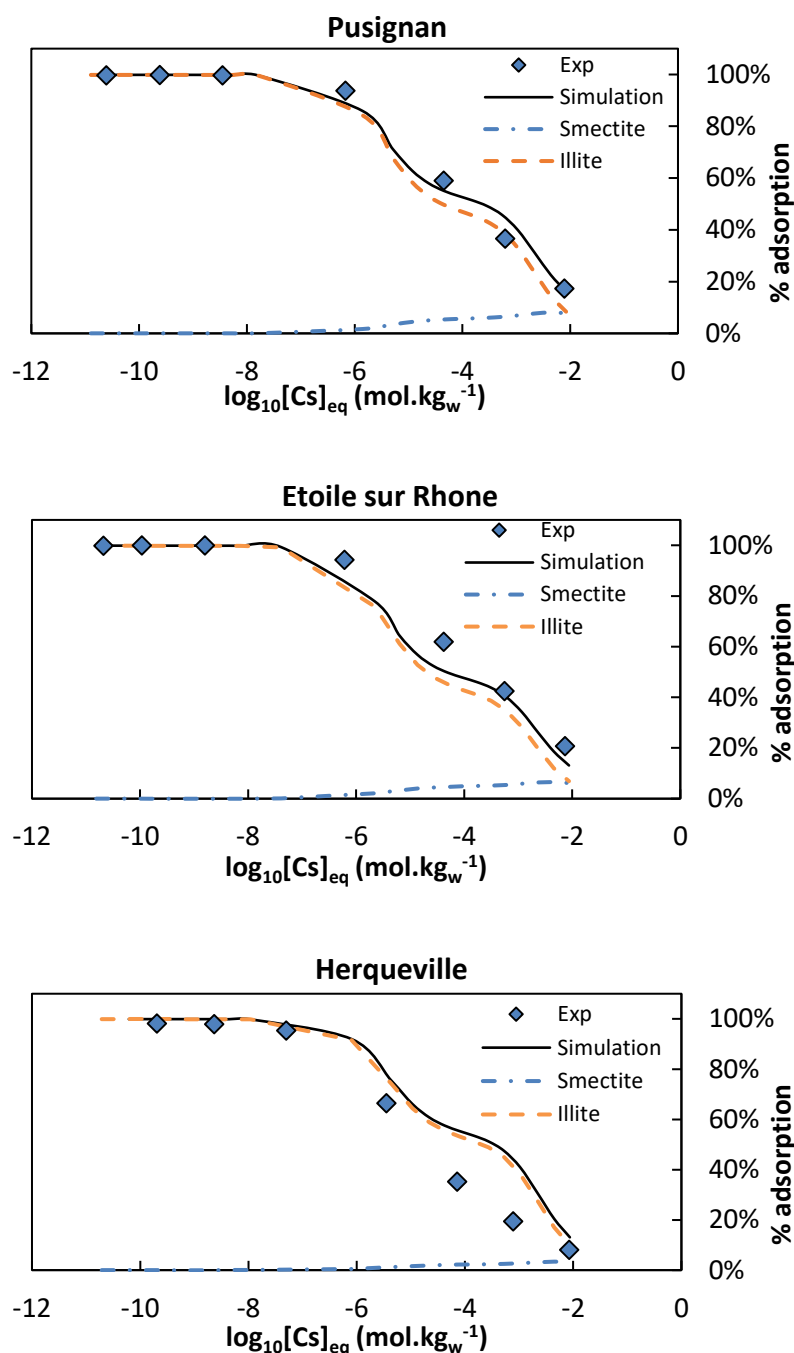 Pusignan
Exp
Simulation
Smectite
Illite
100%
80%
60%
40%
20%
0%
% adsorption
-12 -10 -8 -6 -4 -2 0
log₁₀[Cs]eq (mol.kgw⁻¹)
Etoile sur Rhone
Exp
Simulation
Smectite
Illite
100%
80%
60%
40%
20%
0%
% adsorption
-12 -10 -8 -6 -4 -2 0
log₁₀[Cs]eq (mol.kgw⁻¹)
Herqueville
Exp
Simulation
Smectite
Illite
100%
80%
60%
40%
20%
0%
% adsorption
-12 -10 -8 -6 -4 -2 0
log₁₀[Cs]eq (mol.kgw⁻¹)